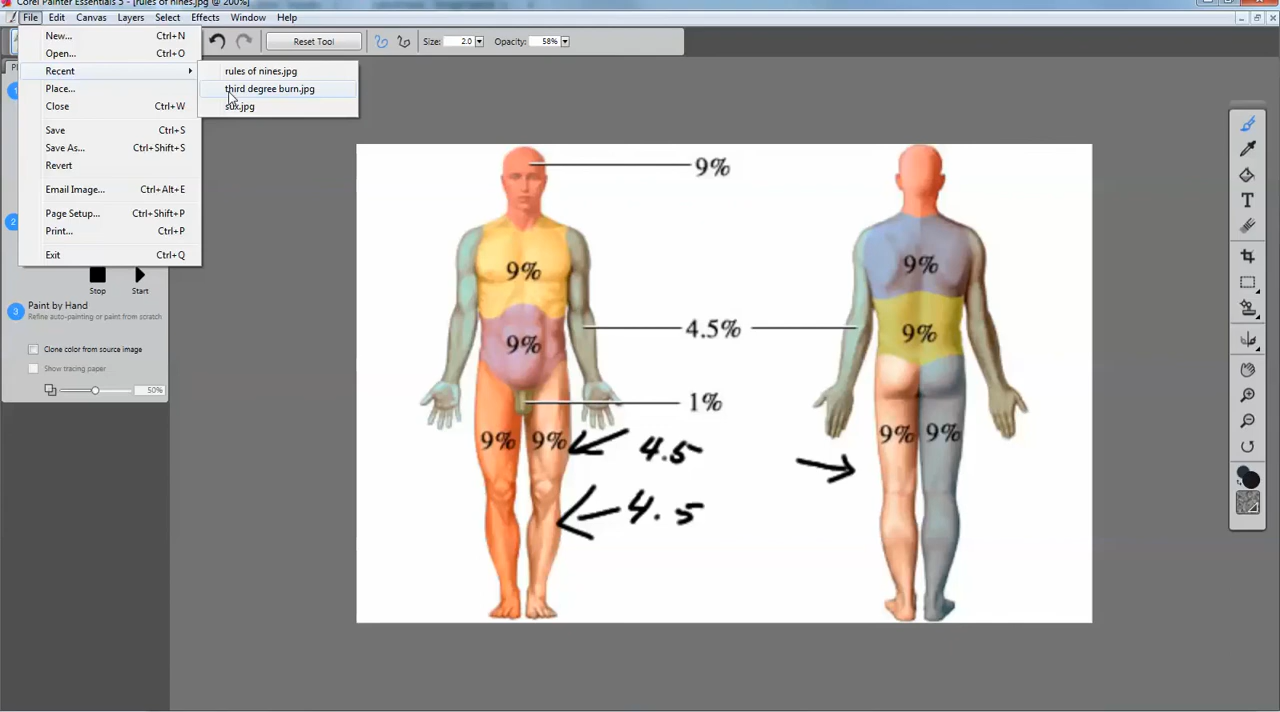 Corel Painter Essentials 5 - [rules of nines.jpg @ 200%]
File Edit Canvas Layers Select Effects Window Help
New... Ctrl+N
Open... Ctrl+O
Recent
Place...
Close Ctrl+W
Save Ctrl+S
Save As... Ctrl+Shift+S
Revert
Email Image... Ctrl+Alt+E
Page Setup... Ctrl+Shift+P
Print... Ctrl+P
Exit Ctrl+Q
rules of nines.jpg
third degree burn.jpg
Reset Tool Size: 2.0 Opacity: 58%
1
2
Stop Start
3 Paint by Hand
Refine auto-painting or paint from scratch
Clone color from source image
Show tracing paper
50%
9%
9% 9%
4.5%
9% 9%
1%
9% 9% 4.5 9% 9%
4.5
T